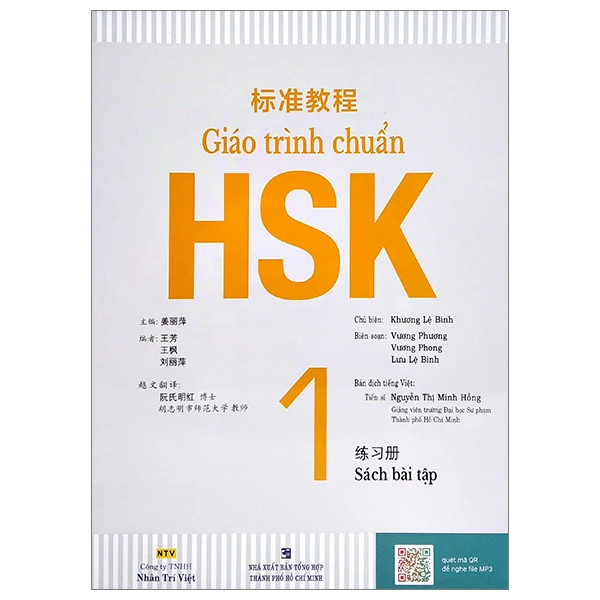 标准教程
Giáo trình chuẩn
HSK
1
主编: 姜丽萍
编者: 王芳
王枫
刘丽萍
越文翻译:
阮氏明红 博士
胡志明市师范大学教师
Chủ biên: Khương Lệ Bình
Biên soạn: Vương Phương
Vương Phong
Lưu Lệ Bình
Bản dịch tiếng Việt:
Tiến sĩ Nguyễn Thị Minh Hồng
Giảng viên trường Đại học Sư phạm
Thành phố Hồ Chí Minh
练习册
Sách bài tập
NTV
Công ty TNHH
Nhân Trí Việt
NHÀ XUẤT BẢN TỔNG HỢP
THÀNH PHỐ HỒ CHÍ MINH
quét mã QR
để nghe file MP3